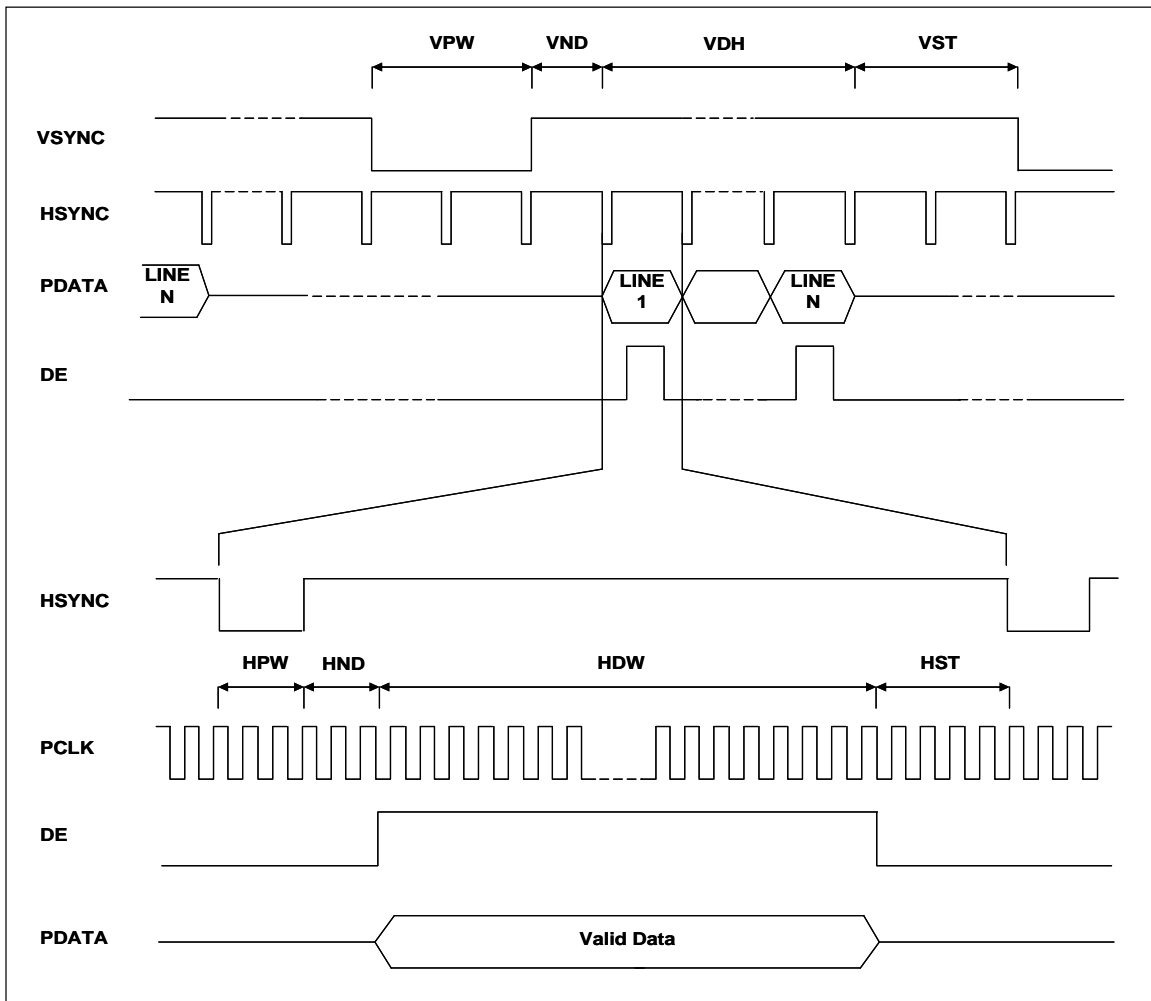 VPW VND VDH VST
VSYNC
HSYNC
PDATA
LINE
N
LINE
1
LINE
N
DE
HSYNC
HPW HND HDW HST
PCLK
DE
PDATA
Valid Data